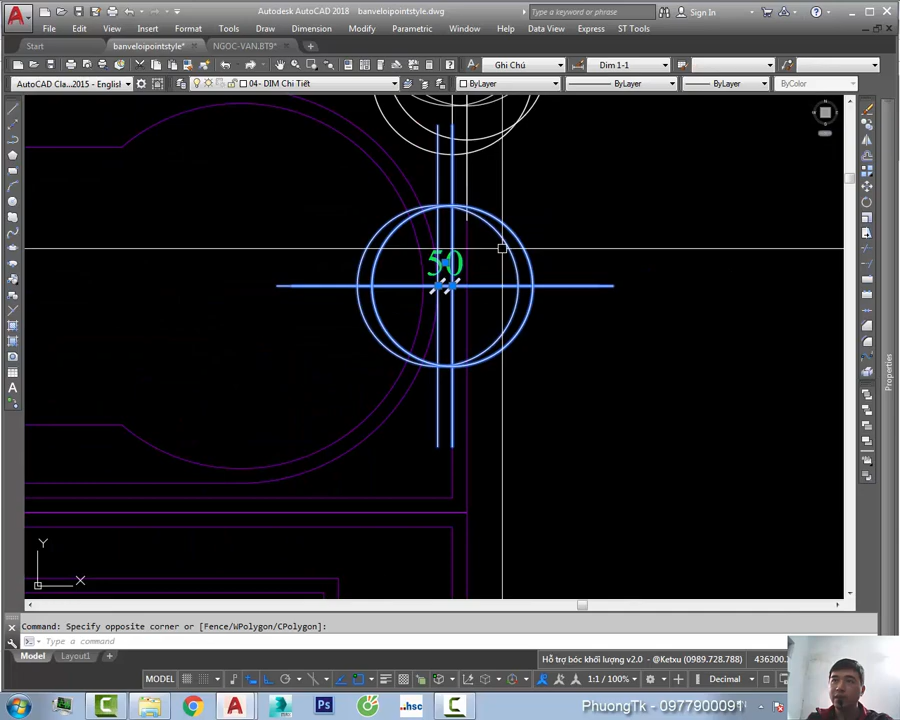 Autodesk AutoCAD 2018   banveloipointstyle.dwg
Type a keyword or phrase
Sign In
File Edit View Insert Format Tools Draw Dimension Modify Parametric Window Help Data View Express ST Tools
Start banveloipointstyle* NGOC-VAN.BT9*
Ghi Chú Dim 1-1
AutoCAD Cla...2015 - English
04- DIM Chi Tiết
ByLayer ByLayer ByLayer ByColor
50
Properties
Y
X
Command: Specify opposite corner or [Fence/WPolygon/CPolygon]:
Type a command
Model Layout1
Hỗ trợ bóc khối lượng v2.0 - @Ketxu (0989.728.788)
MODEL 1:1 / 100% Decimal
PhuongTk - 0977900091